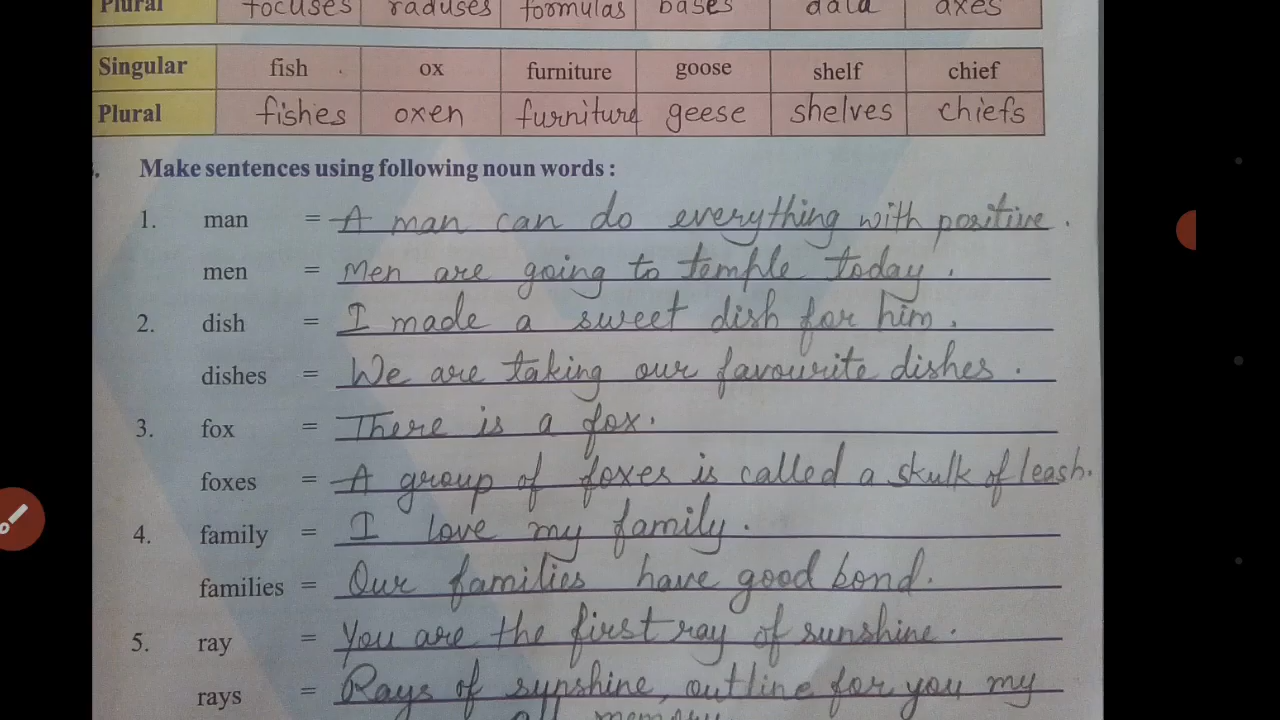 Plural focuses raduses formulas bases data axes
Singular fish ox furniture goose shelf chief
Plural fishes oxen furniture geese shelves chiefs
Make sentences using following noun words :
1. man = A man can do everything with positive.
men = Men are going to temple today.
2. dish = I made a sweet dish for him.
dishes = We are taking our favourite dishes.
3. fox = There is a fox.
foxes = A group of foxes is called a skulk of leash.
4. family = I love my family.
families = Our families have good bond.
5. ray = You are the first ray of sunshine.
rays = Rays of sunshine, outline for you my
all memory